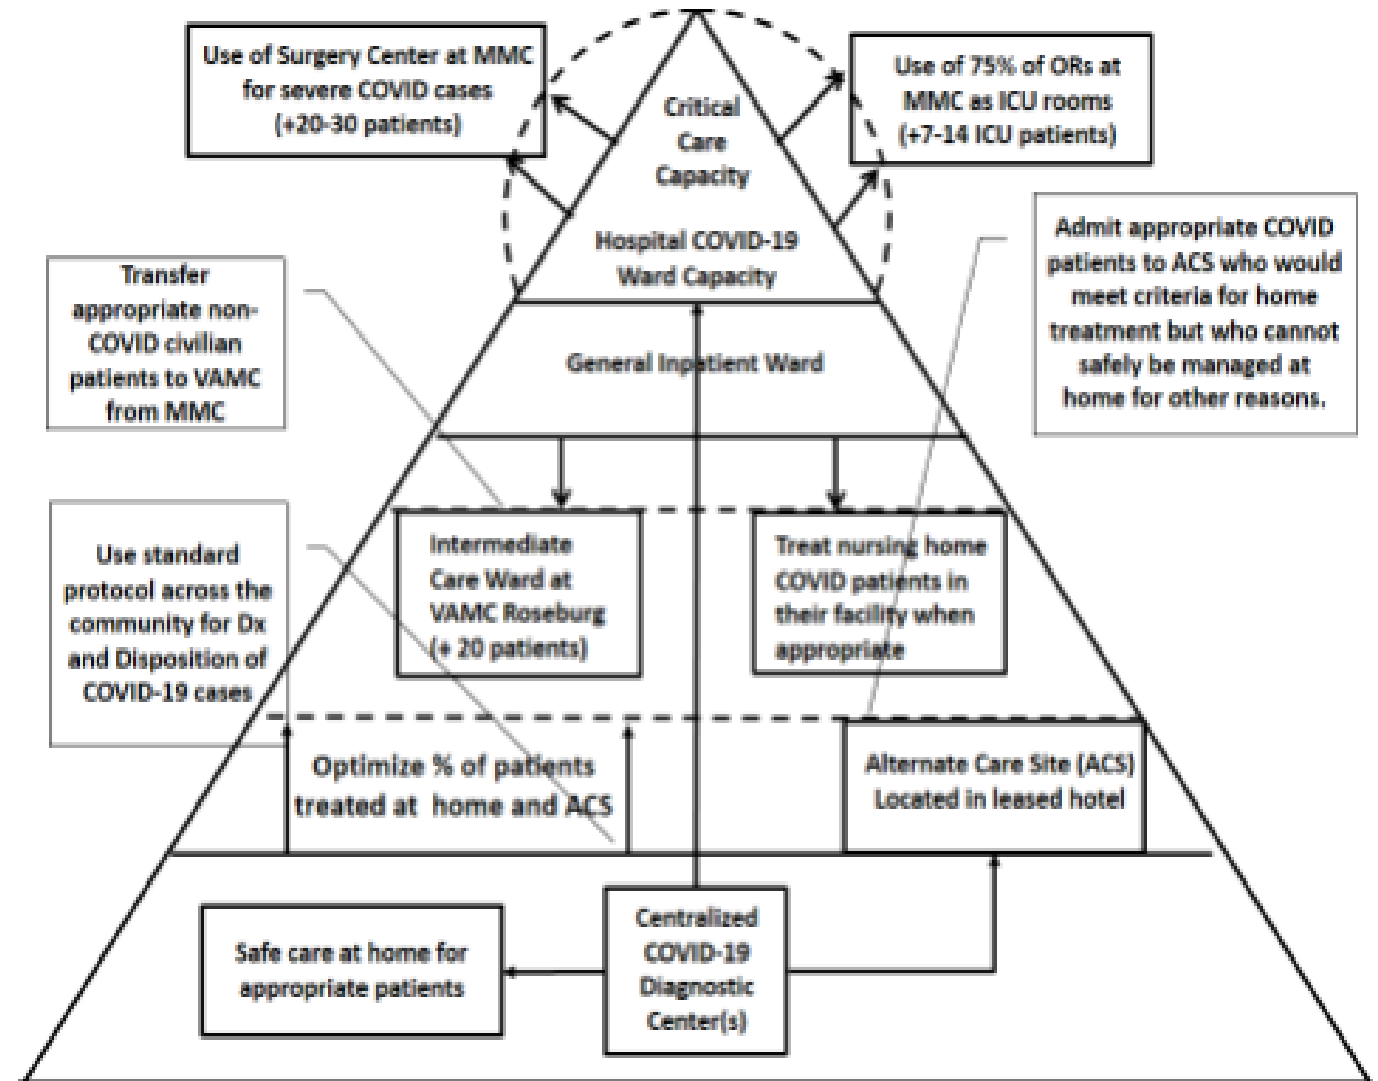 Use of Surgery Center at MMC
for severe COVID cases
(+20-30 patients)
Use of 75% of ORs at
MMC as ICU rooms
(+7-14 ICU patients)
Critical
Care
Capacity
Hospital COVID-19
Ward Capacity
Admit appropriate COVID
patients to ACS who would
meet criteria for home
treatment but who cannot
safely be managed at
home for other reasons.
Transfer
appropriate non-
COVID civilian
patients to VAMC
from MMC
General Inpatient Ward
Use standard
protocol across the
community for Dx
and Disposition of
COVID-19 cases
Intermediate
Care Ward at
VAMC Roseburg
(+ 20 patients)
Treat nursing home
COVID patients in
their facility when
appropriate
Optimize % of patients
treated at home and ACS
Alternate Care Site (ACS)
Located in leased hotel
Safe care at home for
appropriate patients
Centralized
COVID-19
Diagnostic
Center(s)